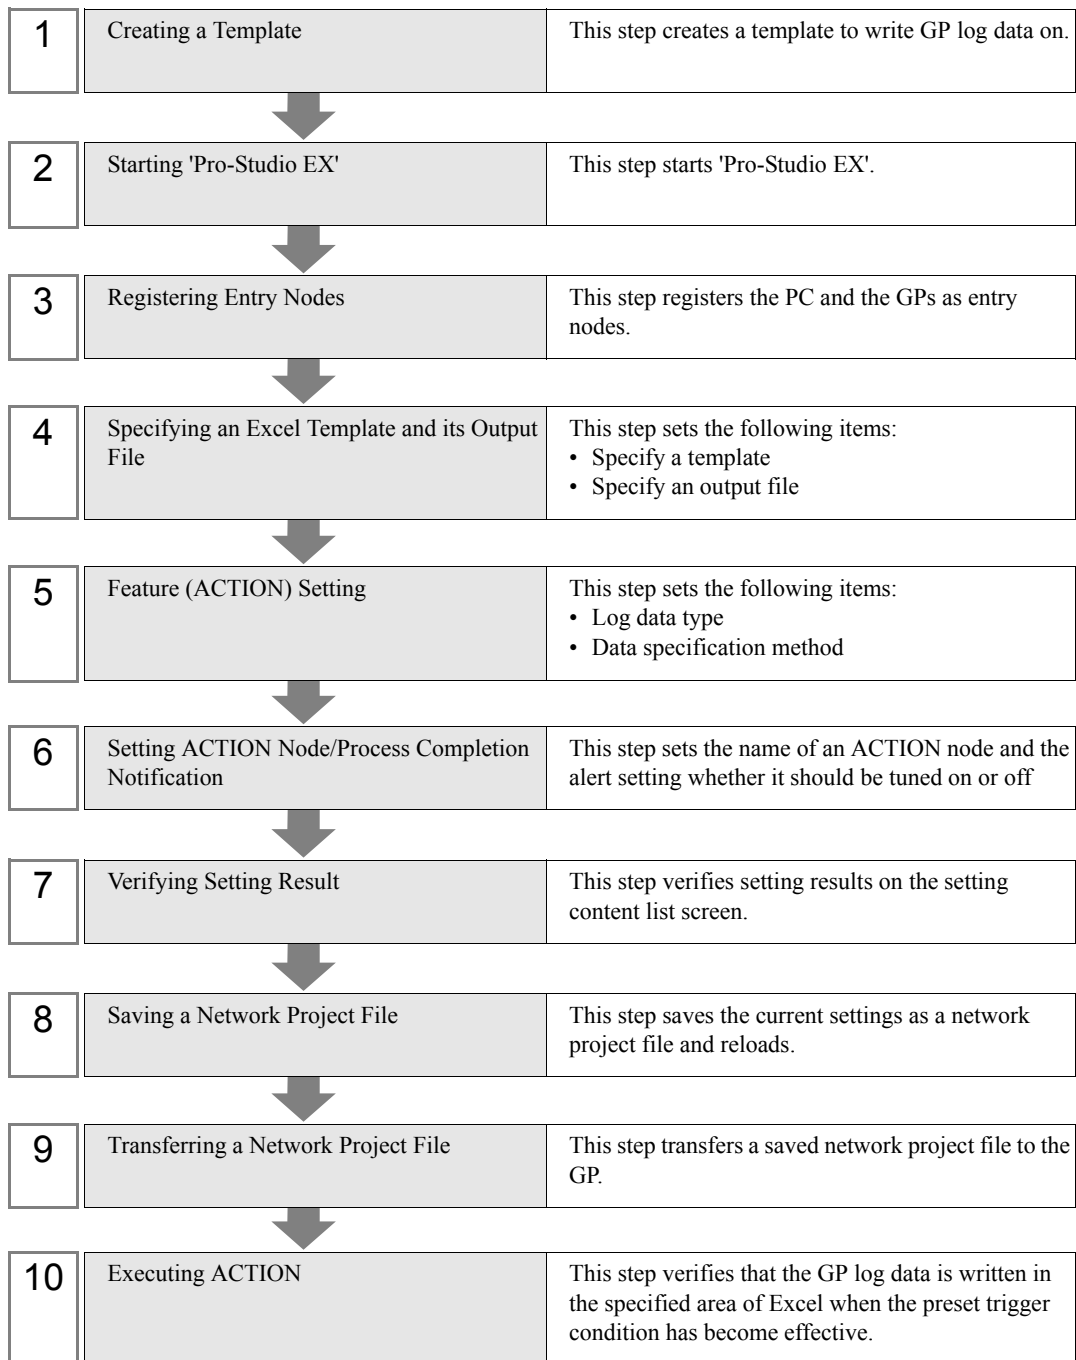 1
Creating a Template
This step creates a template to write GP log data on.
2
Starting 'Pro-Studio EX'
This step starts 'Pro-Studio EX'.
3
Registering Entry Nodes
This step registers the PC and the GPs as entry
nodes.
4
Specifying an Excel Template and its Output
File
This step sets the following items:
• Specify a template
• Specify an output file
5
Feature (ACTION) Setting
This step sets the following items:
• Log data type
• Data specification method
6
Setting ACTION Node/Process Completion
Notification
This step sets the name of an ACTION node and the
alert setting whether it should be tuned on or off
7
Verifying Setting Result
This step verifies setting results on the setting
content list screen.
8
Saving a Network Project File
This step saves the current settings as a network
project file and reloads.
9
Transferring a Network Project File
This step transfers a saved network project file to the
GP.
10
Executing ACTION
This step verifies that the GP log data is written in
the specified area of Excel when the preset trigger
condition has become effective.